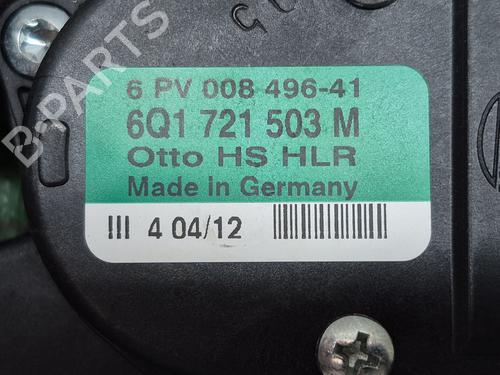 B-PARTS
6 PV 008 496-41
6Q1 721 503 M
Otto HS HLR
Made in Germany
III 4 04/12